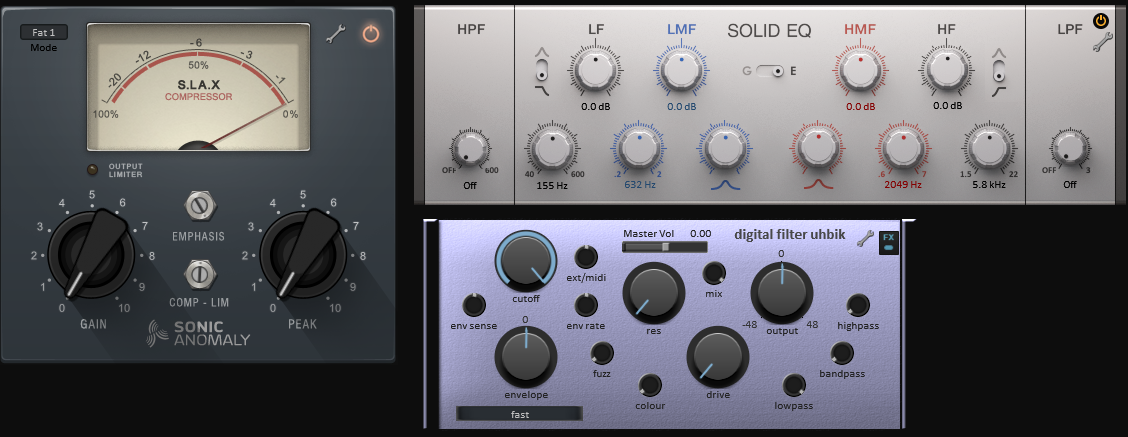 Fat 1
Mode
-20
-12
-6
-3
-1
100%
50%
0%
S.LA.X
COMPRESSOR
OUTPUT
LIMITER
0 1 2 3 4 5 6 7 8 9 10
GAIN
EMPHASIS
COMP - LIM
0 1 2 3 4 5 6 7 8 9 10
PEAK
SONIC
ANOMALY
HPF
LF
LMF
SOLID EQ
HMF
HF
LPF
G
E
0.0 dB
0.0 dB
0.0 dB
0.0 dB
OFF 600
Off
40 600
155 Hz
.2 2
632 Hz
.6 7
2049 Hz
1.5 22
5.8 kHz
OFF 3
Off
Master Vol 0.00
digital filter uhbik
FX
cutoff
ext/midi
mix
0
-48 output 48
env sense
env rate
res
highpass
0
envelope
fuzz
drive
bandpass
colour
lowpass
fast